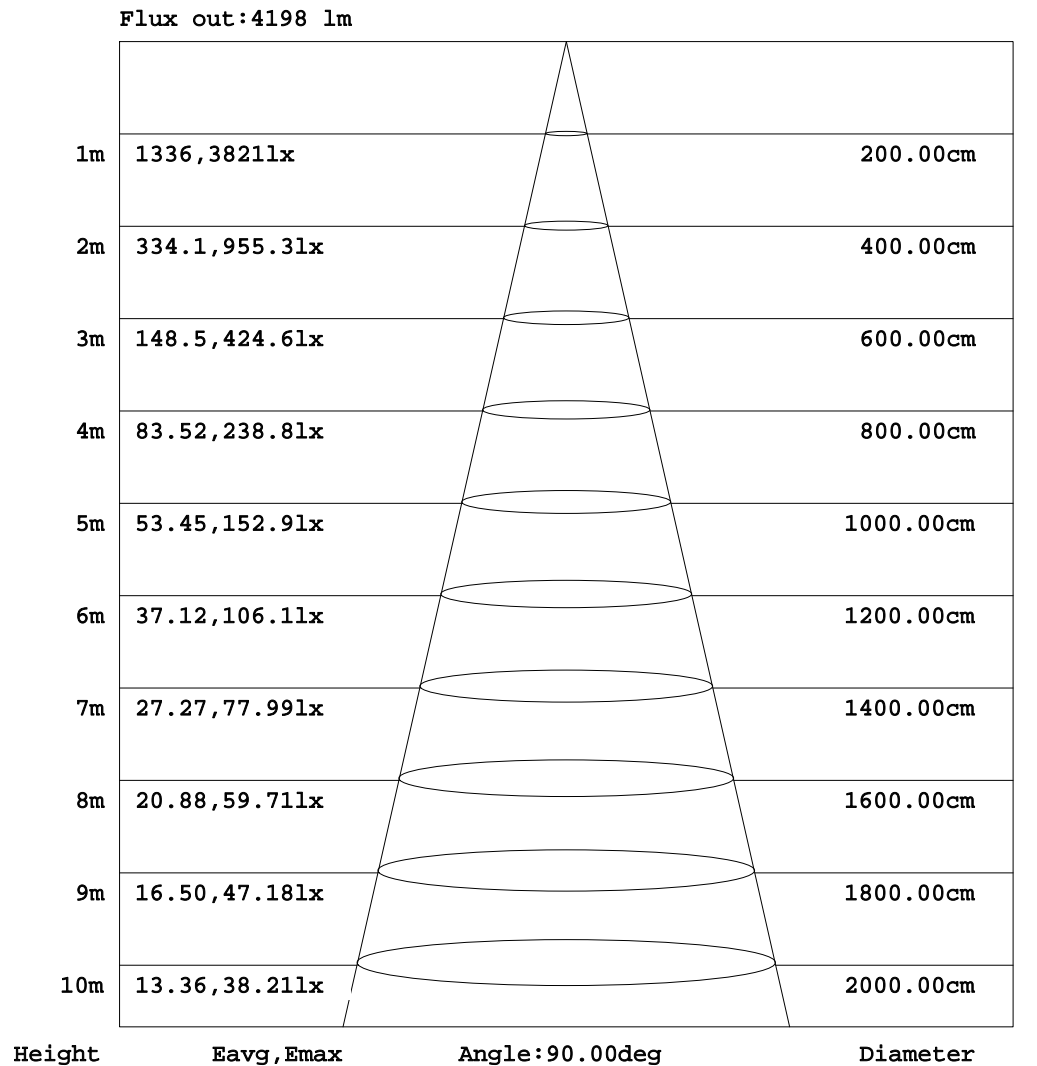 Flux out:4198 lm
1m 1336,3821lx 200.00cm
2m 334.1,955.3lx 400.00cm
3m 148.5,424.6lx 600.00cm
4m 83.52,238.8lx 800.00cm
5m 53.45,152.9lx 1000.00cm
6m 37.12,106.1lx 1200.00cm
7m 27.27,77.99lx 1400.00cm
8m 20.88,59.71lx 1600.00cm
9m 16.50,47.18lx 1800.00cm
10m 13.36,38.21lx 2000.00cm
Height Eavg,Emax Angle:90.00deg Diameter